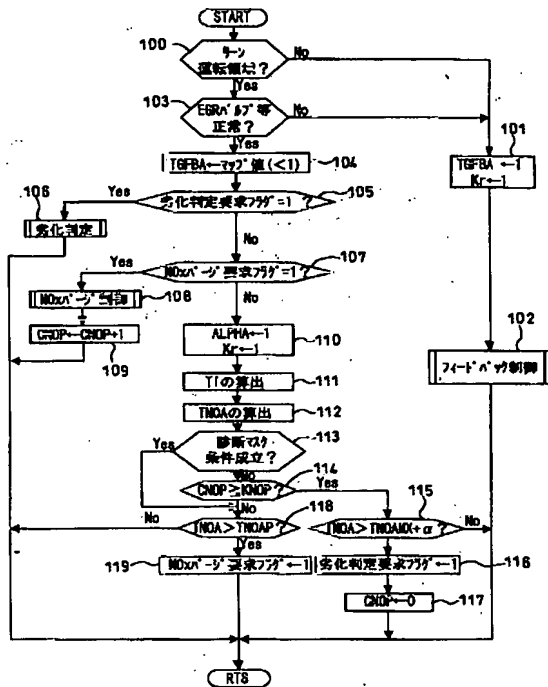 START
100
リーン
運転領域?
No
Yes
103
EGRバルブ等
正常?
No
Yes
101
TGFBA←1
Kr←1
TGFBA←マップ値(<1)
104
105
Yes
劣化判定要求フラグ=1?
106
劣化判定
No
107
Yes
NOxパージ要求フラグ=1?
NOxパージ制御
108
No
CNOP←CNOP+1
109
ALPHA←1
Kr←1
110
102
フィードバック制御
Tiの算出
111
TNOAの算出
112
Yes
診断マスク
条件成立?
113
No
114
CNOP≥KNOP?
Yes
No
118
115
No
TNOA>TNOAP?
TNOA>TNOAMX+α?
No
Yes
119
NOxパージ要求フラグ←1
劣化判定要求フラグ←1
116
CNOP←0
117
RTS